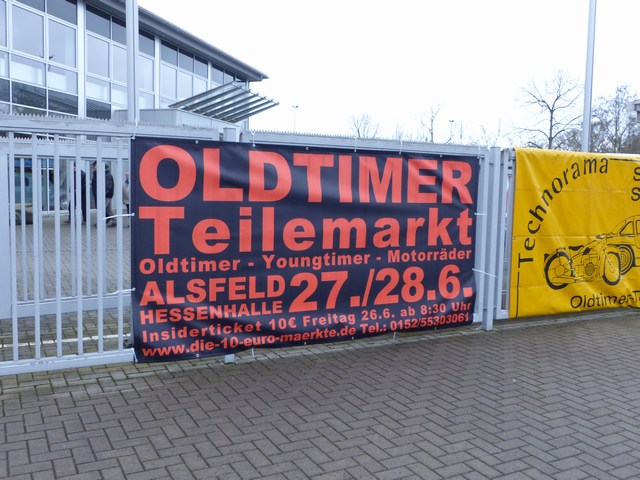 OLDTIMER
Teilemarkt
Oldtimer - Youngtimer - Motorräder
ALSFELD 27./28.6.
HESSENHALLE
Insiderticket 10€ Freitag 26.6. ab 8:30 Uhr
www.die-10-euro-maerkte.de Tel.: 0152/55303061
Technorama
Oldtimer-T